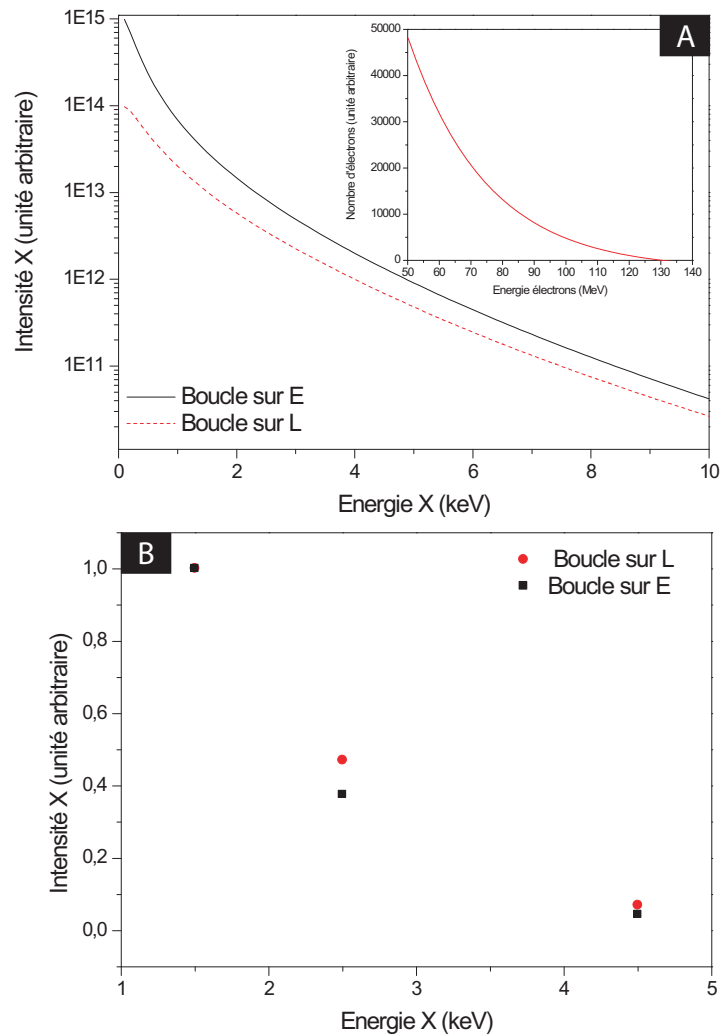 A
1E15
1E14
1E13
1E12
1E11
Intensité X (unité arbitraire)
0 2 4 6 8 10
Energie X (keV)
Boucle sur E
Boucle sur L
50000
40000
30000
20000
10000
0
Nombre d'électrons (unité arbitraire)
50 60 70 80 90 100 110 120 130 140
Energie électrons (MeV)
B
1,0
0,8
0,6
0,4
0,2
0,0
Intensité X (unité arbitraire)
Boucle sur L
Boucle sur E
1 2 3 4 5
Energie X (keV)